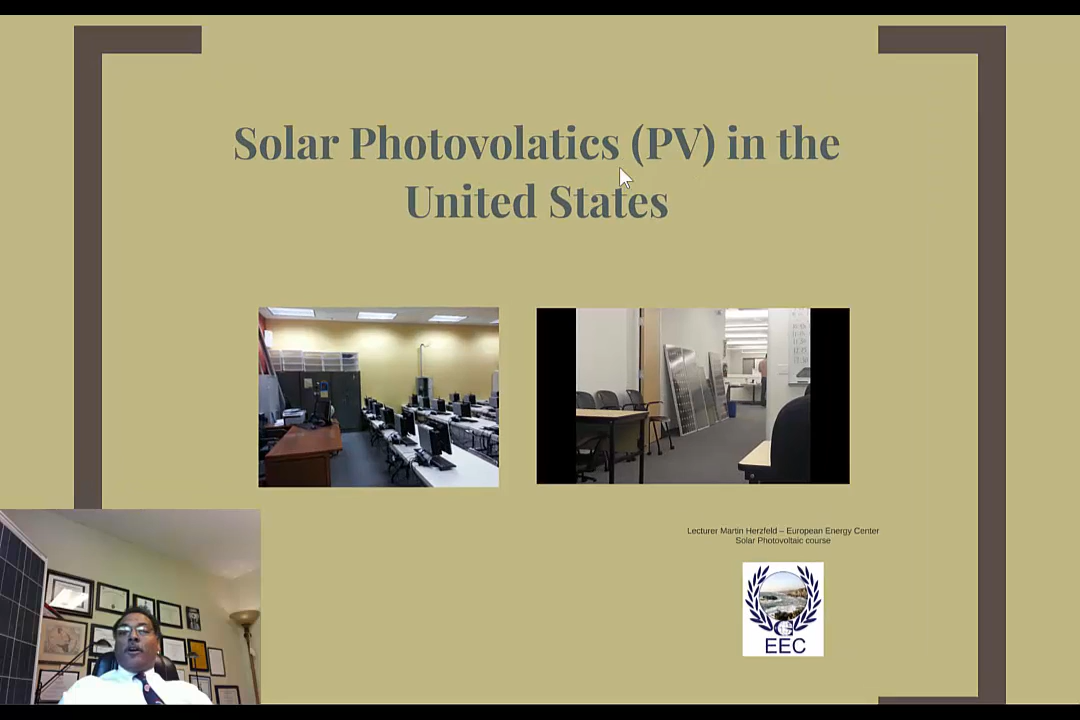 Solar Photovolatics (PV) in the
United States
Lecturer Martin Herzfeld – European Energy Center
Solar Photovoltaic course
EEC